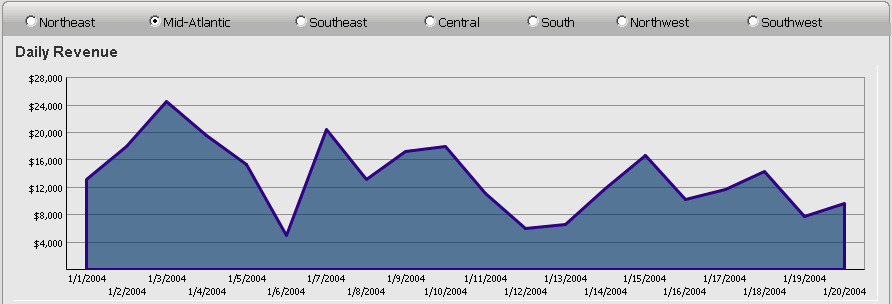 Northeast Mid-Atlantic Southeast Central South Northwest Southwest
Daily Revenue
$28,000
$24,000
$20,000
$16,000
$12,000
$8,000
$4,000
1/1/2004 1/3/2004 1/5/2004 1/7/2004 1/9/2004 1/11/2004 1/13/2004 1/15/2004 1/17/2004 1/19/2004
1/2/2004 1/4/2004 1/6/2004 1/8/2004 1/10/2004 1/12/2004 1/14/2004 1/16/2004 1/18/2004 1/20/2004